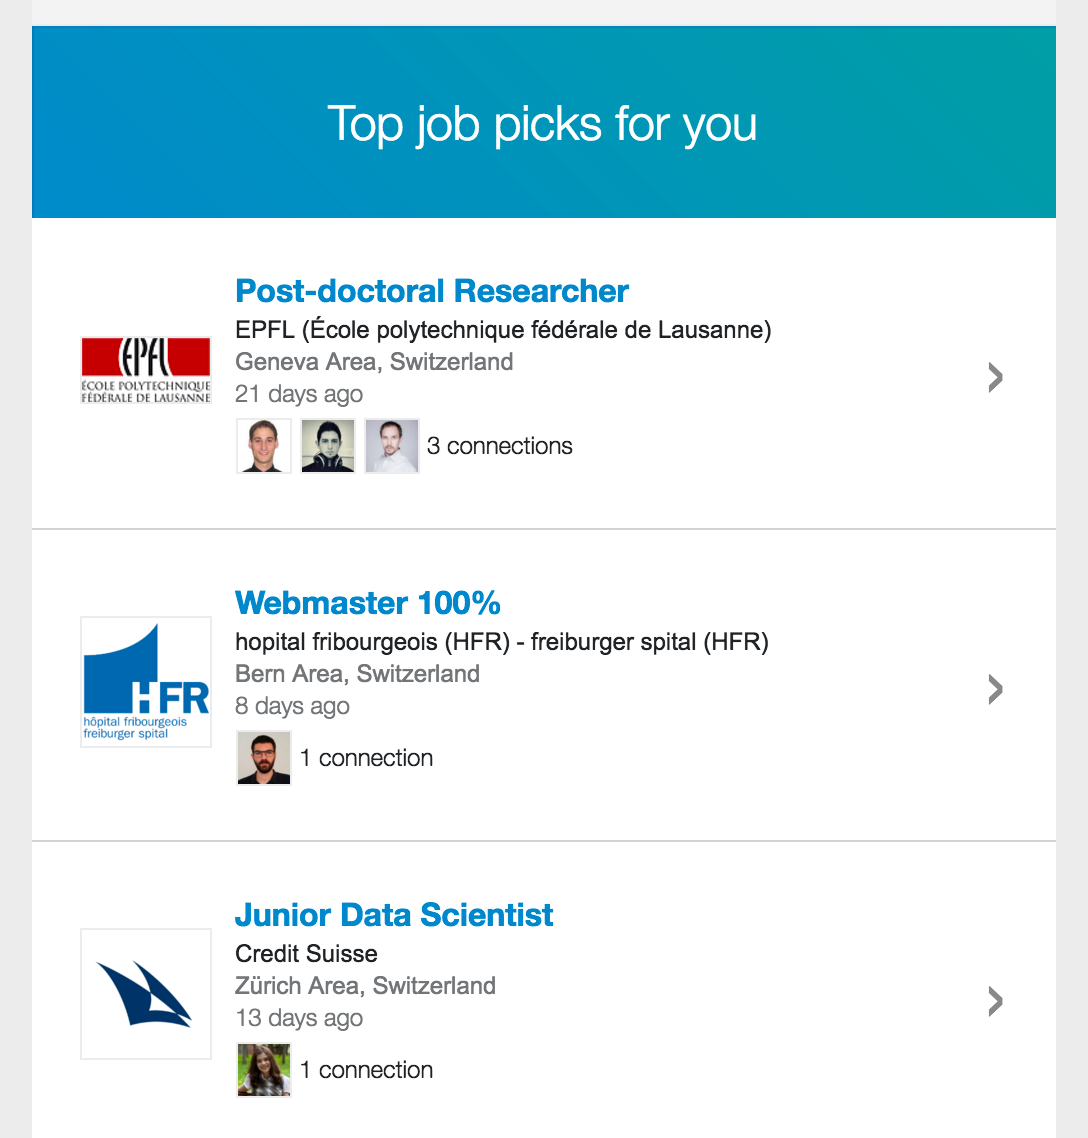 Top job picks for you
Post-doctoral Researcher
EPFL (École polytechnique fédérale de Lausanne)
Geneva Area, Switzerland
21 days ago
3 connections
EPFL
ÉCOLE POLYTECHNIQUE
FÉDÉRALE DE LAUSANNE
Webmaster 100%
hopital fribourgeois (HFR) - freiburger spital (HFR)
Bern Area, Switzerland
8 days ago
1 connection
HFR
hôpital fribourgeois
freiburger spital
Junior Data Scientist
Credit Suisse
Zürich Area, Switzerland
13 days ago
1 connection